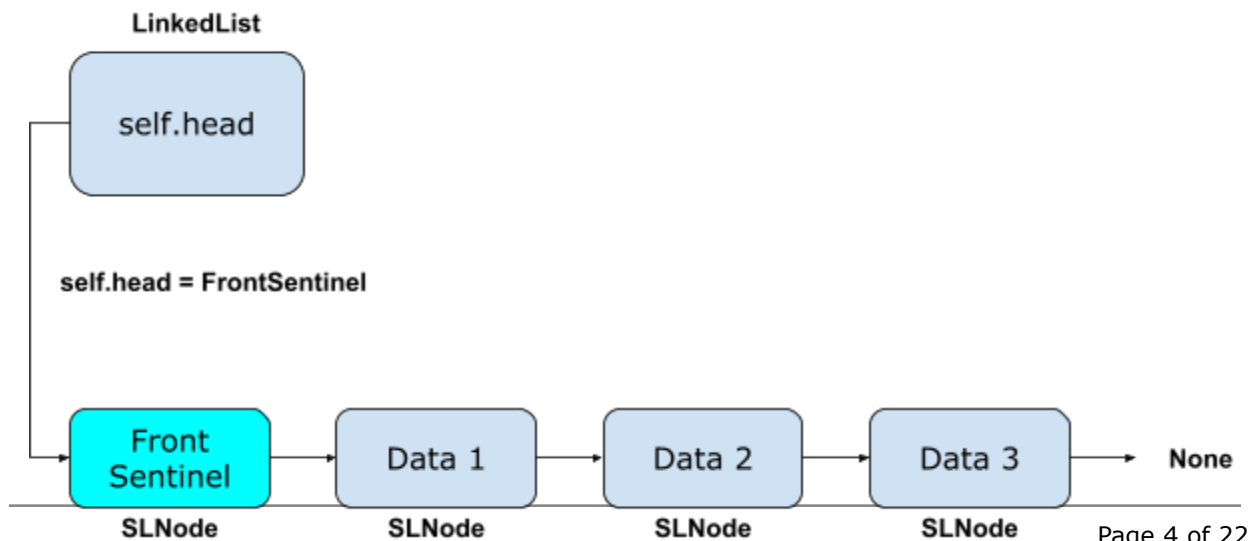 LinkedList
self.head
self.head = FrontSentinel
Front
Sentinel
Data 1
Data 2
Data 3
None
SLNode
SLNode
SLNode
SLNode
Page 4 of 22